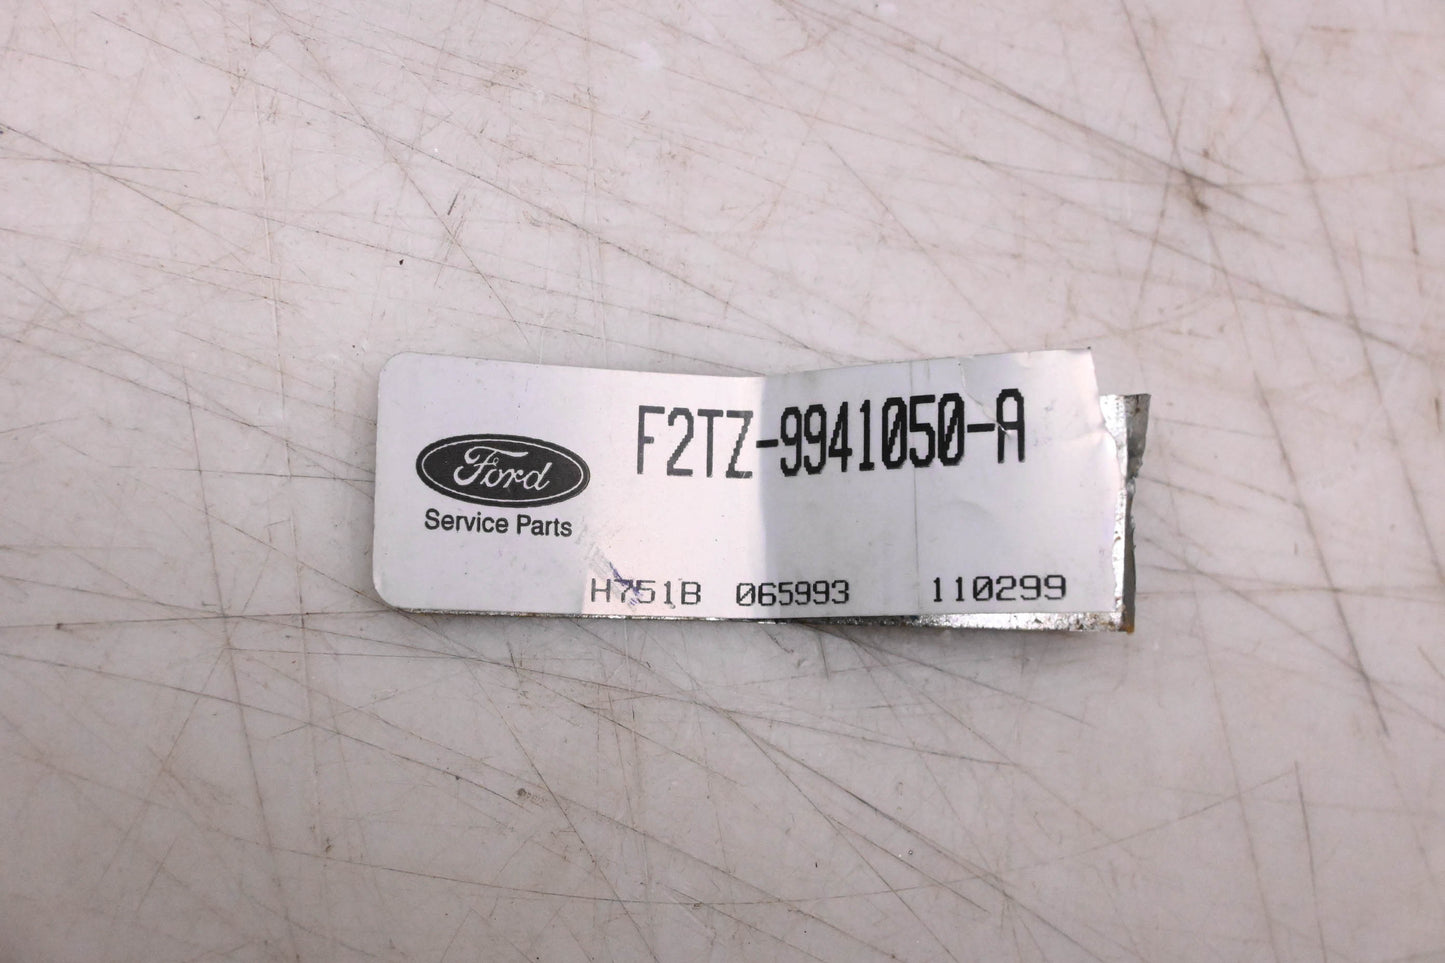 F2TZ-9941050-A
Ford
Service Parts
H751B 065993 110299